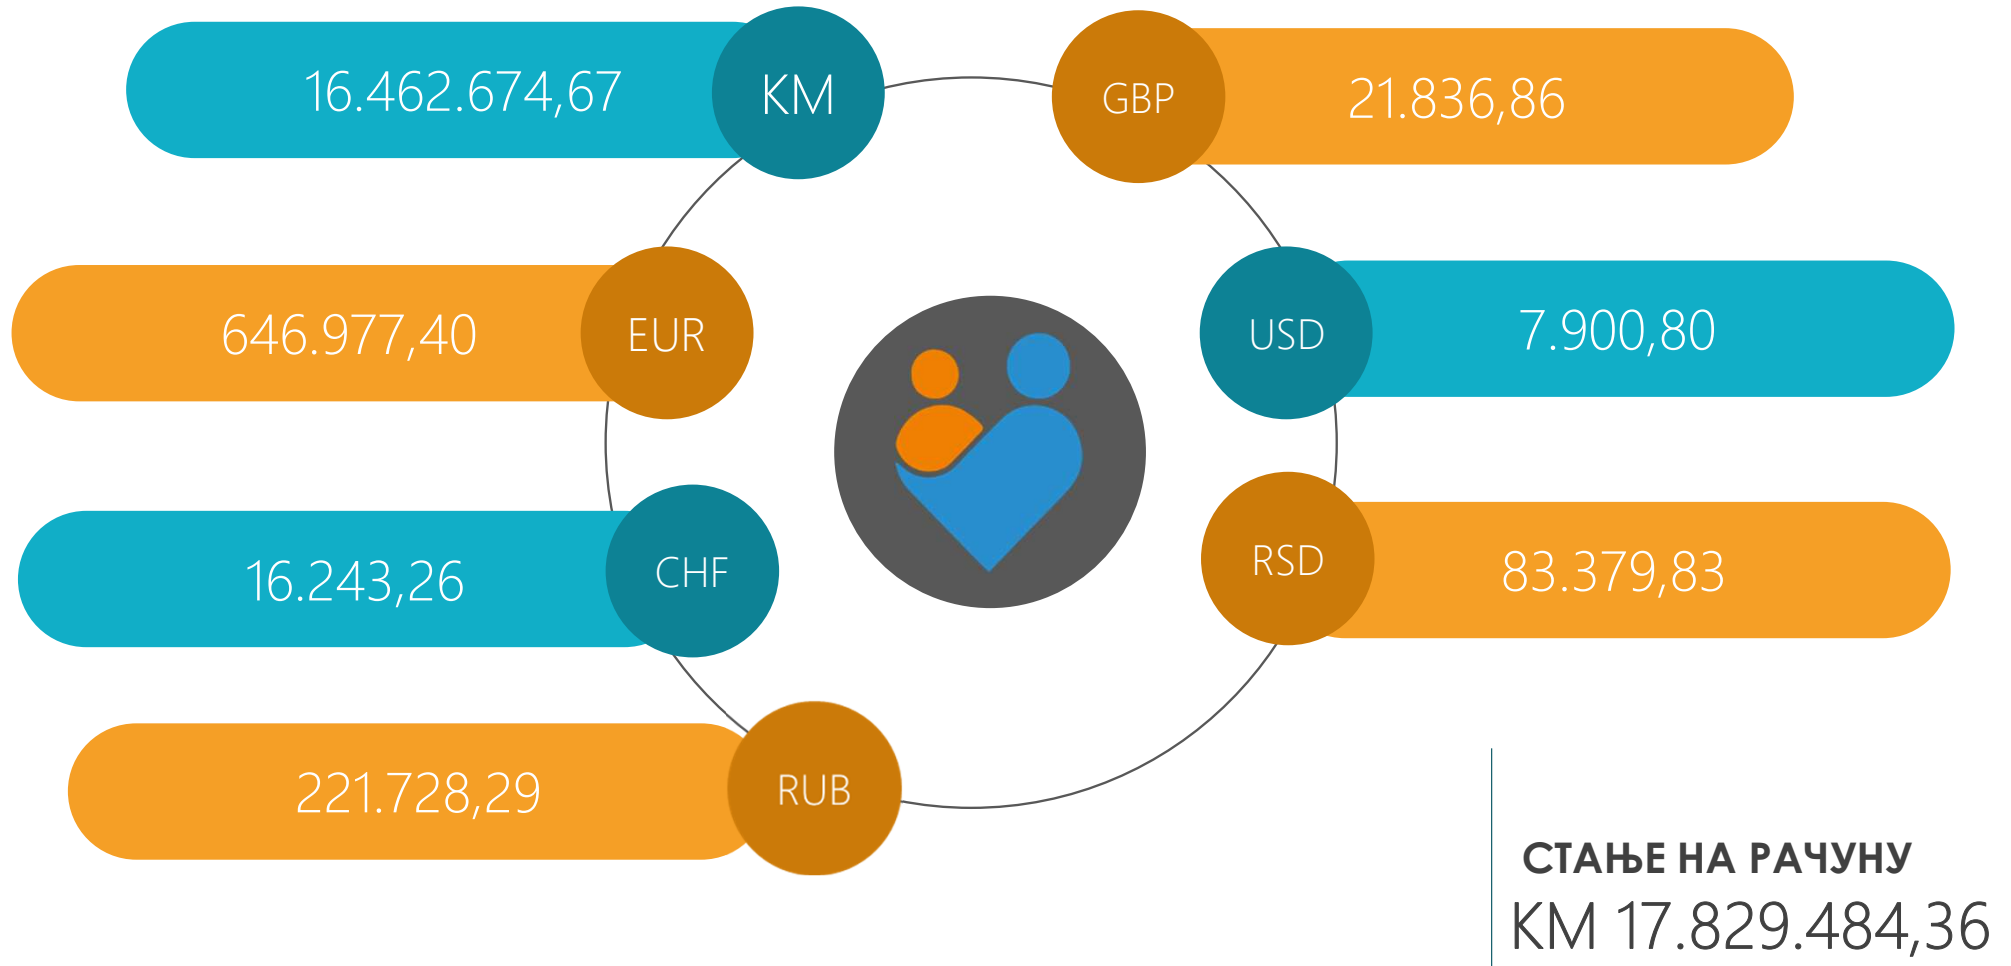 16.462.674,67
KM
GBP
21.836,86
646.977,40
EUR
USD
7.900,80
16.243,26
CHF
RSD
83.379,83
221.728,29
RUB
СТАЊЕ НА РАЧУНУ
KM 17.829.484,36